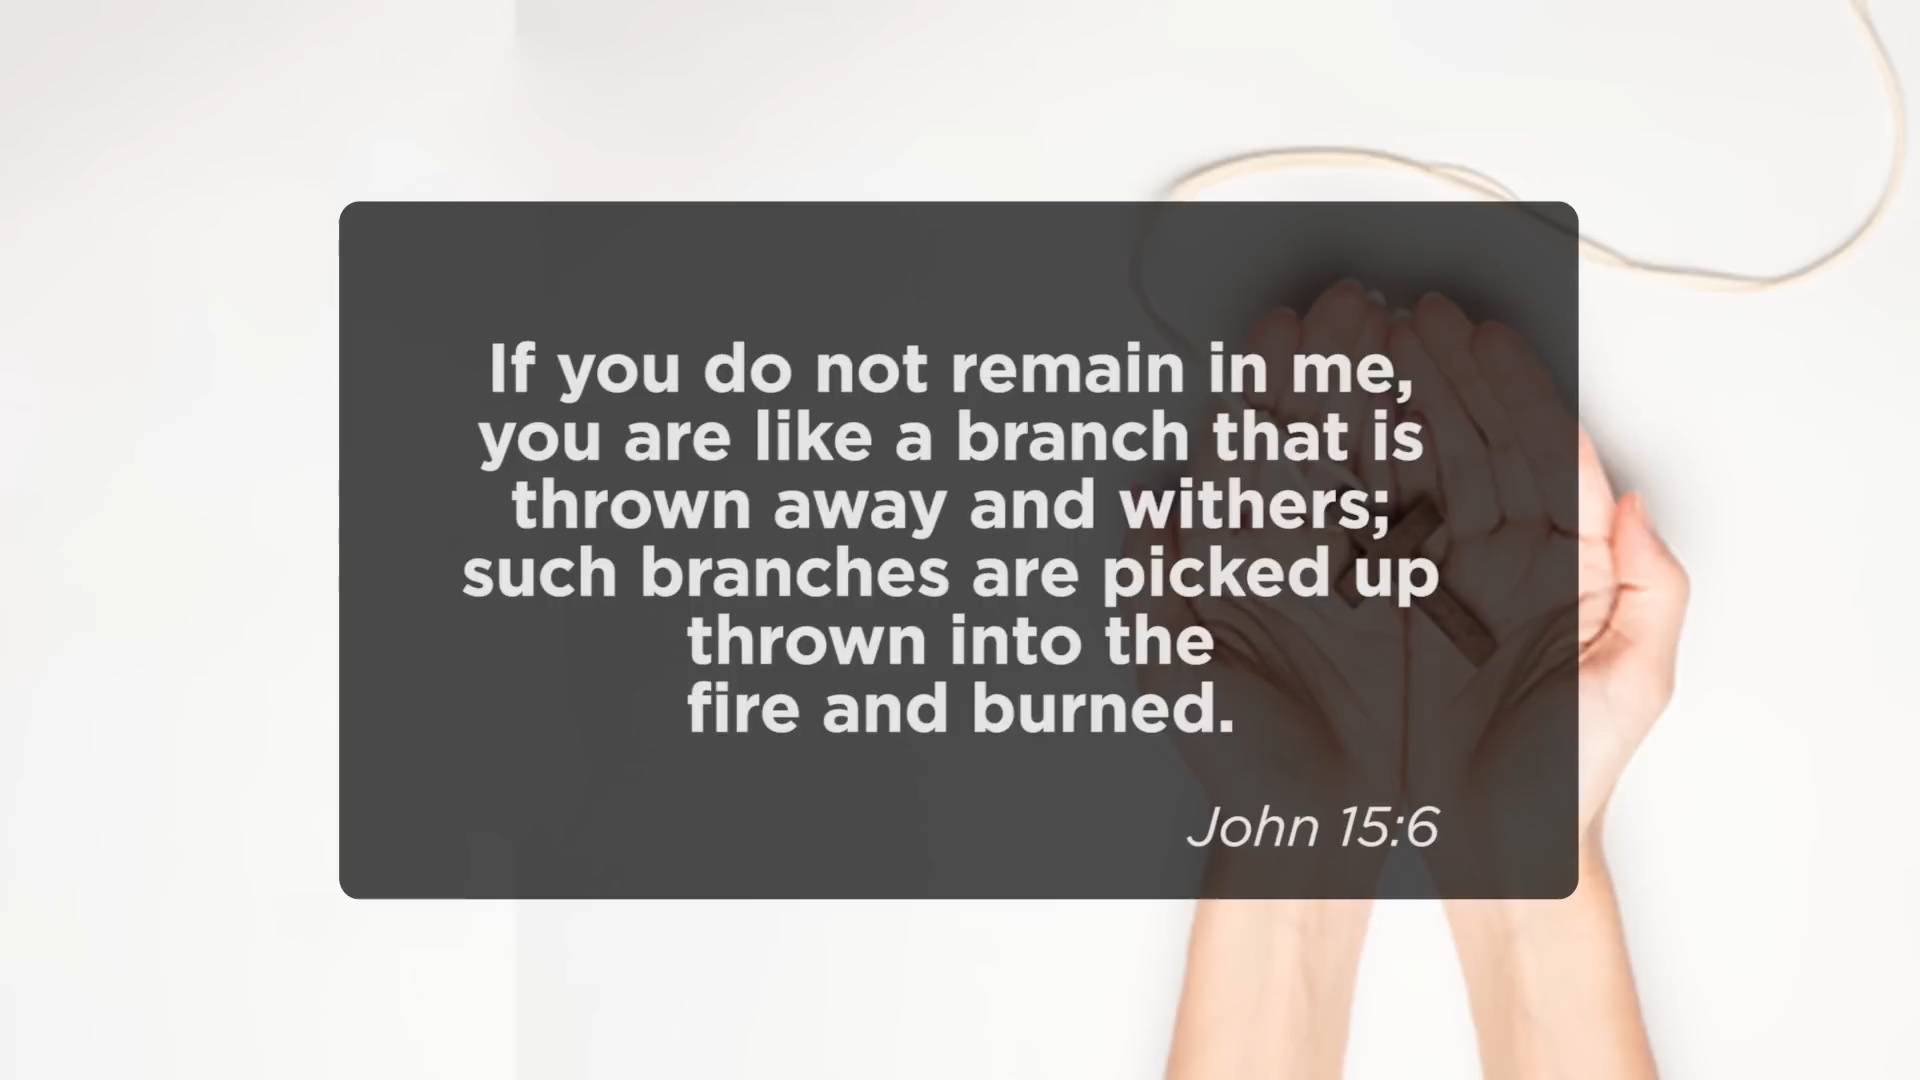 If you do not remain in me,
you are like a branch that is
thrown away and withers;
such branches are picked up
thrown into the
fire and burned.
John 15:6